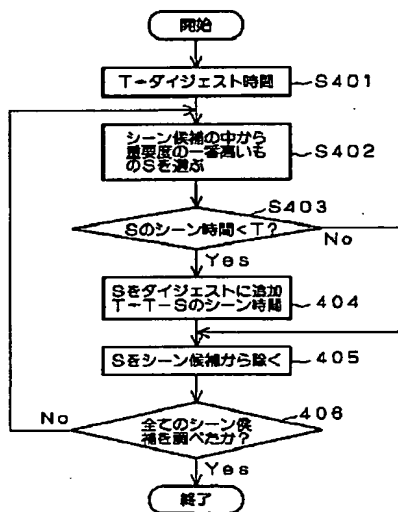 開始
T←ダイジェスト時間
S401
シーン候補の中から
重要度の一番高いも
のSを選ぶ
S402
S403
Sのシーン時間<T?
No
Yes
Sをダイジェストに追加
T←T-Sのシーン時間
404
Sをシーン候補から除く
405
406
No
全てのシーン候
補を調べたか?
Yes
終了